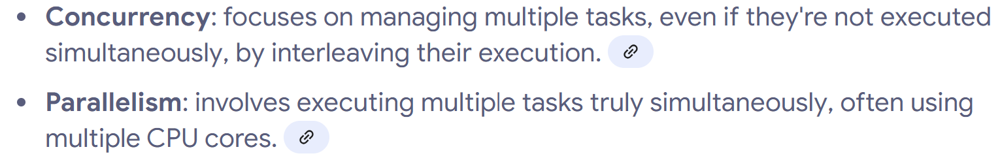 • Concurrency: focuses on managing multiple tasks, even if they're not executed
simultaneously, by interleaving their execution.
• Parallelism: involves executing multiple tasks truly simultaneously, often using
multiple CPU cores.